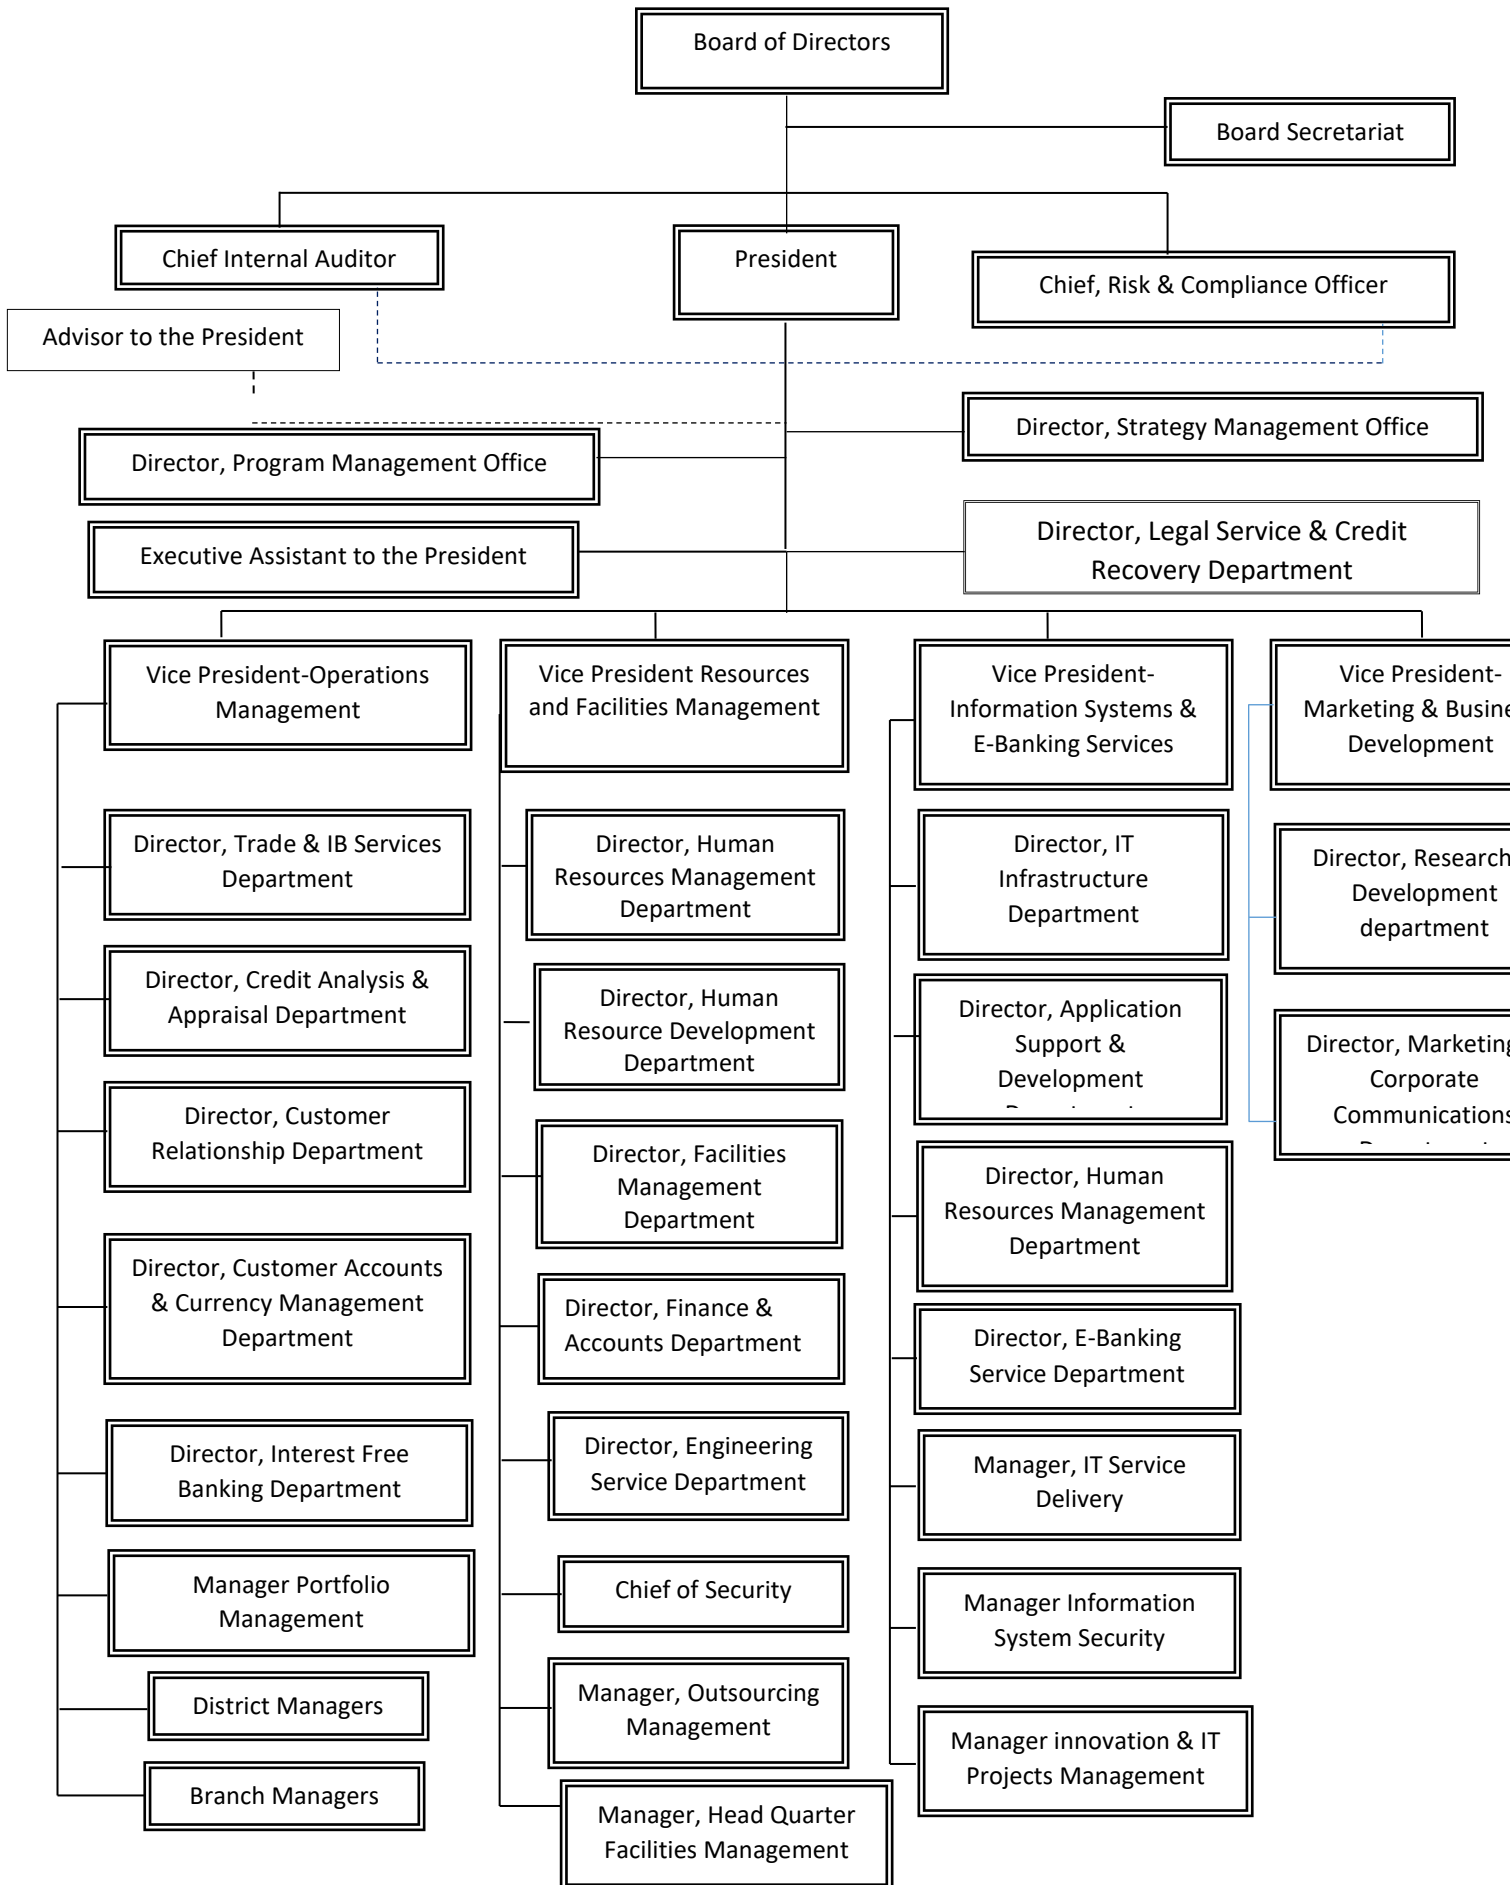 Board of Directors
Board Secretariat
Chief Internal Auditor
President
Chief, Risk & Compliance Officer
Advisor to the President
Director, Strategy Management Office
Director, Program Management Office
Executive Assistant to the President
Director, Legal Service & Credit
Recovery Department
Vice President-Operations
Management
Director, Trade & IB Services
Department
Director, Credit Analysis &
Appraisal Department
Director, Customer
Relationship Department
Director, Customer Accounts
& Currency Management
Department
Director, Interest Free
Banking Department
Manager Portfolio
Management
District Managers
Branch Managers
Vice President Resources
and Facilities Management
Director, Human
Resources Management
Department
Director, Human
Resource Development
Department
Director, Facilities
Management
Department
Director, Finance &
Accounts Department
Director, Engineering
Service Department
Chief of Security
Manager, Outsourcing
Management
Manager, Head Quarter
Facilities Management
Vice President-
Information Systems &
E-Banking Services
Director, IT
Infrastructure
Department
Director, Application
Support &
Development
Director, Human
Resources Management
Department
Director, E-Banking
Service Department
Manager, IT Service
Delivery
Manager Information
System Security
Manager innovation & IT
Projects Management
Vice President-
Marketing & Busine
Development
Director, Research
Development
department
Director, Marketing
Corporate
Communications